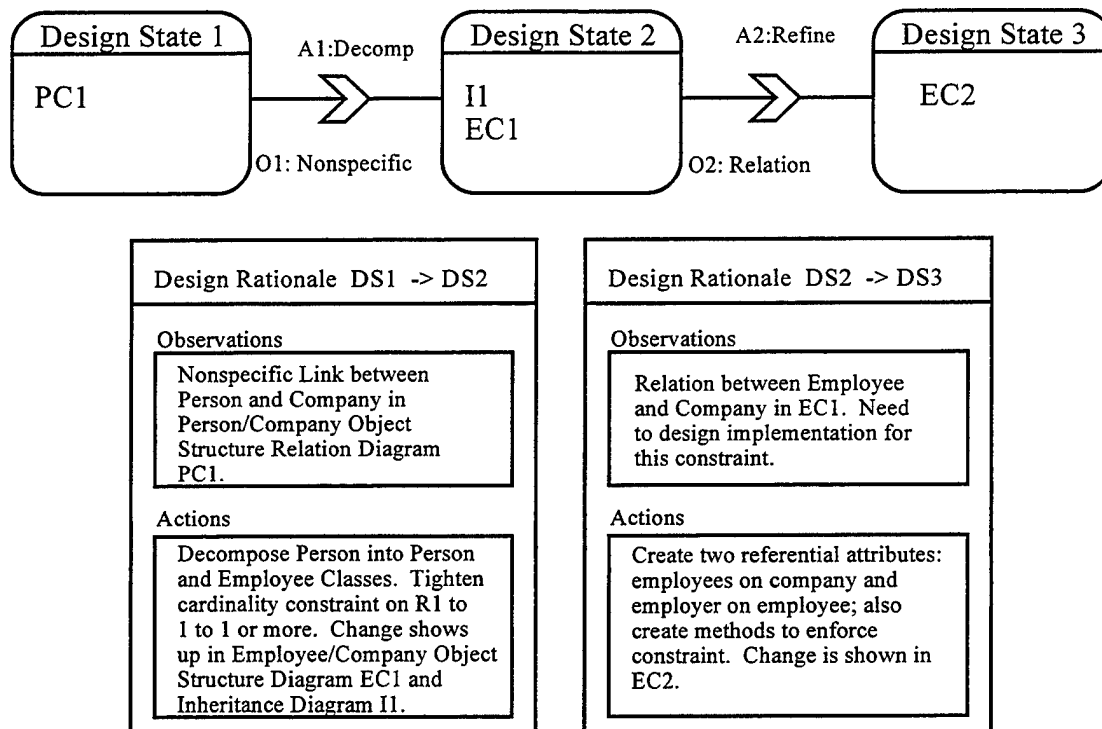 Design State 1
A1:Decomp
Design State 2
A2:Refine
Design State 3
PC1
I1
EC1
EC2
O1: Nonspecific
O2: Relation
Design Rationale DS1 -> DS2
Observations
Nonspecific Link between
Person and Company in
Person/Company Object
Structure Relation Diagram
PC1.
Actions
Decompose Person into Person
and Employee Classes. Tighten
cardinality constraint on R1 to
1 to 1 or more. Change shows
up in Employee/Company Object
Structure Diagram EC1 and
Inheritance Diagram I1.
Design Rationale DS2 -> DS3
Observations
Relation between Employee
and Company in EC1. Need
to design implementation for
this constraint.
Actions
Create two referential attributes:
employees on company and
employer on employee; also
create methods to enforce
constraint. Change is shown in
EC2.